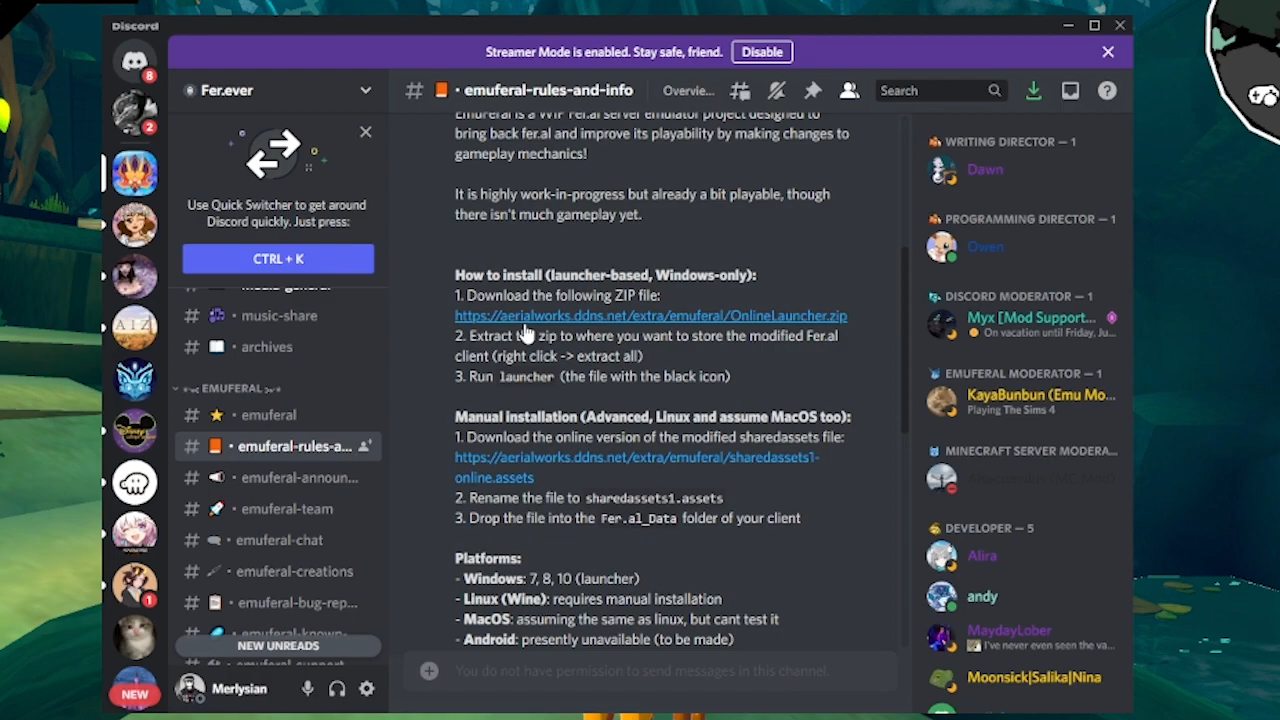 Discord
Streamer Mode is enabled. Stay safe, friend. Disable
8
2
1
NEW
Fer.ever
Use Quick Switcher to get around
Discord quickly. Just press:
CTRL + K
media-general
music-share
archives
EMUFERAL
emuferal
emuferal-rules-a...
emuferal-announ...
emuferal-team
emuferal-chat
emuferal-creations
emuferal-bug-rep...
emuferal-known-
NEW UNREADS
emuferal-support
Merlysian
emuferal-rules-and-info
Overvie...
Search
EmuFeral is a WIP Fer.al server emulator project designed to
bring back fer.al and improve its playability by making changes to
gameplay mechanics!
It is highly work-in-progress but already a bit playable, though
there isn't much gameplay yet.
How to install (launcher-based, Windows-only):
1. Download the following ZIP file:
https://aerialworks.ddns.net/extra/emuferal/OnlineLauncher.zip
2. Extract the zip to where you want to store the modified Fer.al
client (right click -> extract all)
3. Run launcher (the file with the black icon)
Manual installation (Advanced, Linux and assume MacOS too):
1. Download the online version of the modified sharedassets file:
https://aerialworks.ddns.net/extra/emuferal/sharedassets1-
online.assets
2. Rename the file to sharedassets1.assets
3. Drop the file into the Fer.al_Data folder of your client
Platforms:
- Windows: 7, 8, 10 (launcher)
- Linux (Wine): requires manual installation
- MacOS: assuming the same as linux, but cant test it
- Android: presently unavailable (to be made)
You do not have permission to send messages in this channel.
WRITING DIRECTOR — 1
Dawn
PROGRAMMING DIRECTOR — 1
Owen
DISCORD MODERATOR — 1
Myx [Mod Support...
On vacation until Friday, Ju...
EMUFERAL MODERATOR — 1
KayaBunbun (Emu Mo...
Playing The Sims 4
MINECRAFT SERVER MODERA...
DEVELOPER — 5
Alira
andy
MaydayLober
I've never even seen the va...
Moonsick|Salika|Nina